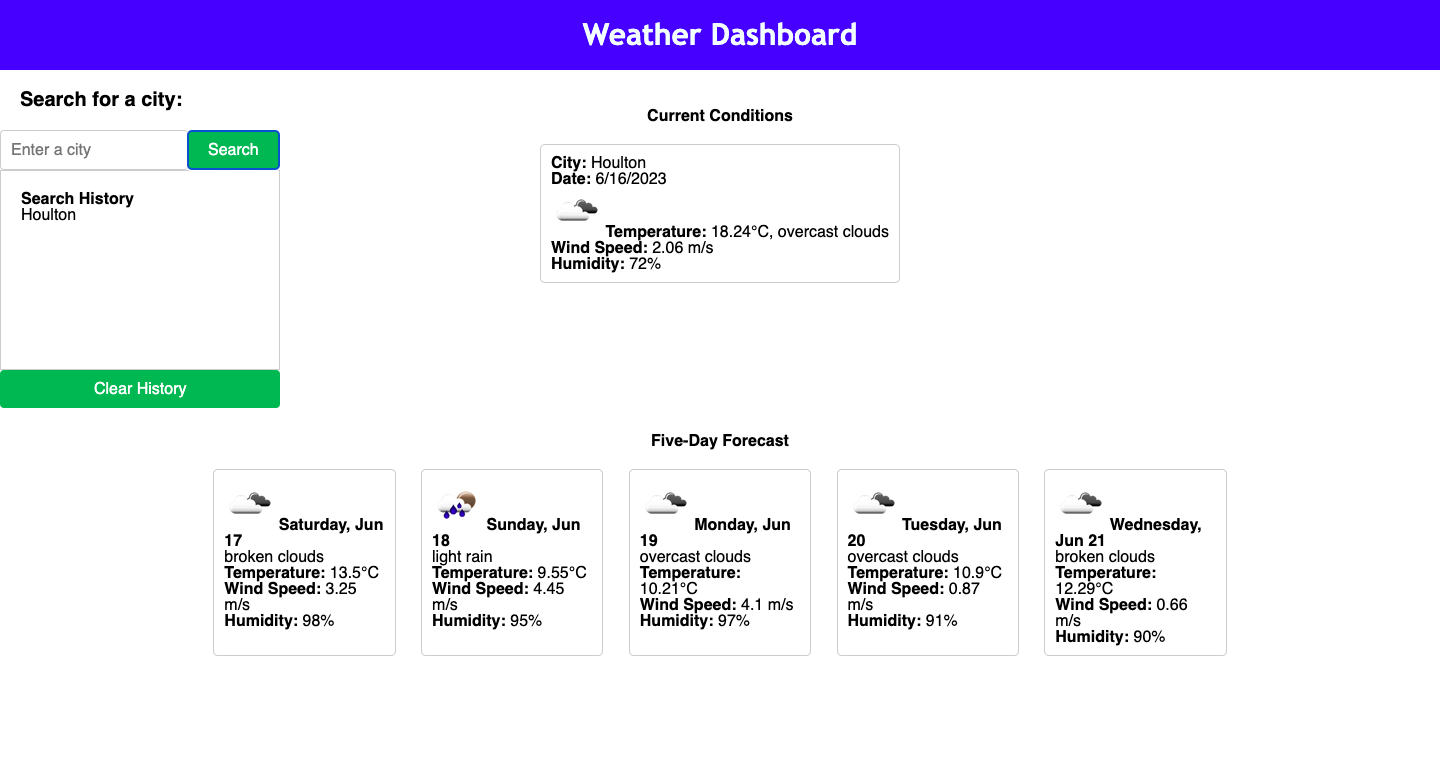 Weather Dashboard
Search for a city:
Enter a city
Search
Search History
Houlton
Clear History
Current Conditions
City: Houlton
Date: 6/16/2023
Temperature: 18.24°C, overcast clouds
Wind Speed: 2.06 m/s
Humidity: 72%
Five-Day Forecast
Saturday, Jun
17
broken clouds
Temperature: 13.5°C
Wind Speed: 3.25
m/s
Humidity: 98%
Sunday, Jun
18
light rain
Temperature: 9.55°C
Wind Speed: 4.45
m/s
Humidity: 95%
Monday, Jun
19
overcast clouds
Temperature:
10.21°C
Wind Speed: 4.1 m/s
Humidity: 97%
Tuesday, Jun
20
overcast clouds
Temperature: 10.9°C
Wind Speed: 0.87
m/s
Humidity: 91%
Wednesday,
Jun 21
broken clouds
Temperature:
12.29°C
Wind Speed: 0.66
m/s
Humidity: 90%